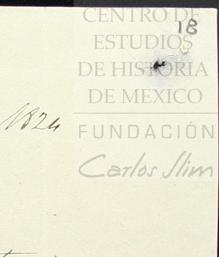 18
CENTRO DE
ESTUDIOS
DE HISTORIA
DE MEXICO
1824
FUNDACIÓN
Carlos Slim